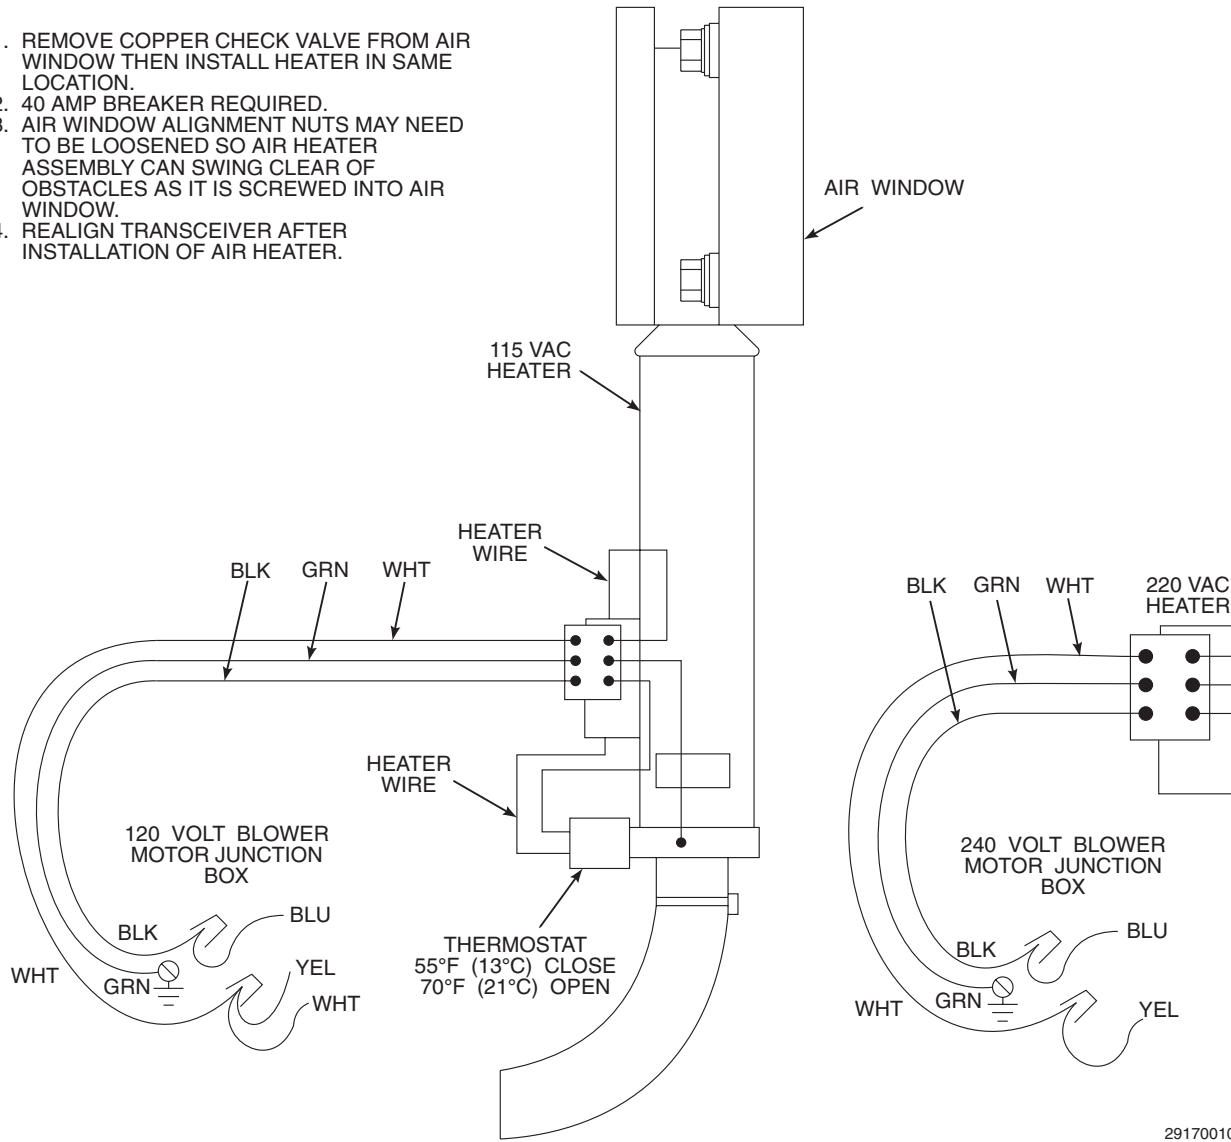 . REMOVE COPPER CHECK VALVE FROM AIR
WINDOW THEN INSTALL HEATER IN SAME
LOCATION.
2. 40 AMP BREAKER REQUIRED.
3. AIR WINDOW ALIGNMENT NUTS MAY NEED
TO BE LOOSENED SO AIR HEATER
ASSEMBLY CAN SWING CLEAR OF
OBSTACLES AS IT IS SCREWED INTO AIR
WINDOW.
4. REALIGN TRANSCEIVER AFTER
INSTALLATION OF AIR HEATER.
AIR WINDOW
115 VAC
HEATER
HEATER
WIRE
BLK GRN WHT
HEATER
WIRE
120 VOLT BLOWER
MOTOR JUNCTION
BOX
BLK
BLU
WHT
GRN
YEL
WHT
THERMOSTAT
55°F (13°C) CLOSE
70°F (21°C) OPEN
BLK GRN WHT
220 VAC
HEATER
240 VOLT BLOWER
MOTOR JUNCTION
BOX
BLK
BLU
WHT
GRN
YEL
29170010